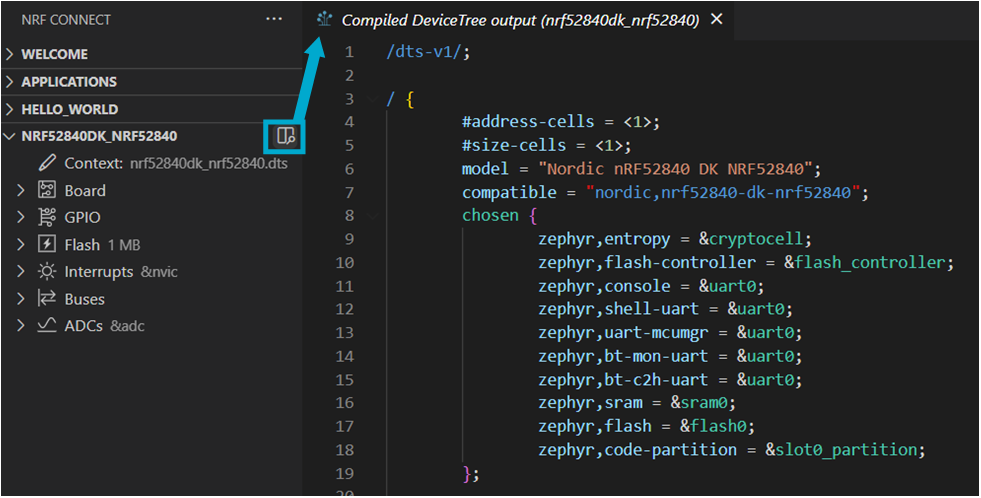 NRF CONNECT
···
WELCOME
APPLICATIONS
HELLO_WORLD
NRF52840DK_NRF52840
Context: nrf52840dk_nrf52840.dts
Board
GPIO
Flash 1 MB
Interrupts &nvic
Buses
ADCs &adc
Compiled DeviceTree output (nrf52840dk_nrf52840)
1 /dts-v1/;
2
3 / {
4 #address-cells = <1>;
5 #size-cells = <1>;
6 model = "Nordic nRF52840 DK NRF52840";
7 compatible = "nordic,nrf52840-dk-nrf52840";
8 chosen {
9 zephyr,entropy = &cryptocell;
10 zephyr,flash-controller = &flash_controller;
11 zephyr,console = &uart0;
12 zephyr,shell-uart = &uart0;
13 zephyr,uart-mcumgr = &uart0;
14 zephyr,bt-mon-uart = &uart0;
15 zephyr,bt-c2h-uart = &uart0;
16 zephyr,sram = &sram0;
17 zephyr,flash = &flash0;
18 zephyr,code-partition = &slot0_partition;
19 };
20